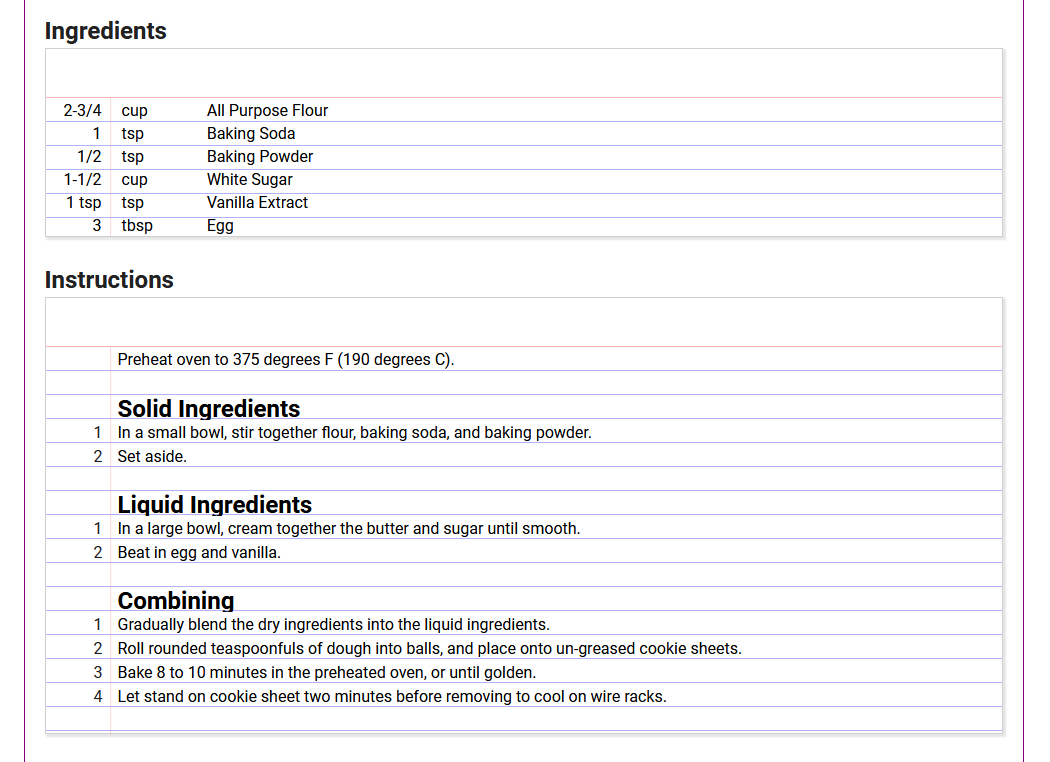 Ingredients
2-3/4 cup All Purpose Flour
1 tsp Baking Soda
1/2 tsp Baking Powder
1-1/2 cup White Sugar
1 tsp tsp Vanilla Extract
3 tbsp Egg
Instructions
Preheat oven to 375 degrees F (190 degrees C).
Solid Ingredients
1 In a small bowl, stir together flour, baking soda, and baking powder.
2 Set aside.
Liquid Ingredients
1 In a large bowl, cream together the butter and sugar until smooth.
2 Beat in egg and vanilla.
Combining
1 Gradually blend the dry ingredients into the liquid ingredients.
2 Roll rounded teaspoonfuls of dough into balls, and place onto un-greased cookie sheets.
3 Bake 8 to 10 minutes in the preheated oven, or until golden.
4 Let stand on cookie sheet two minutes before removing to cool on wire racks.